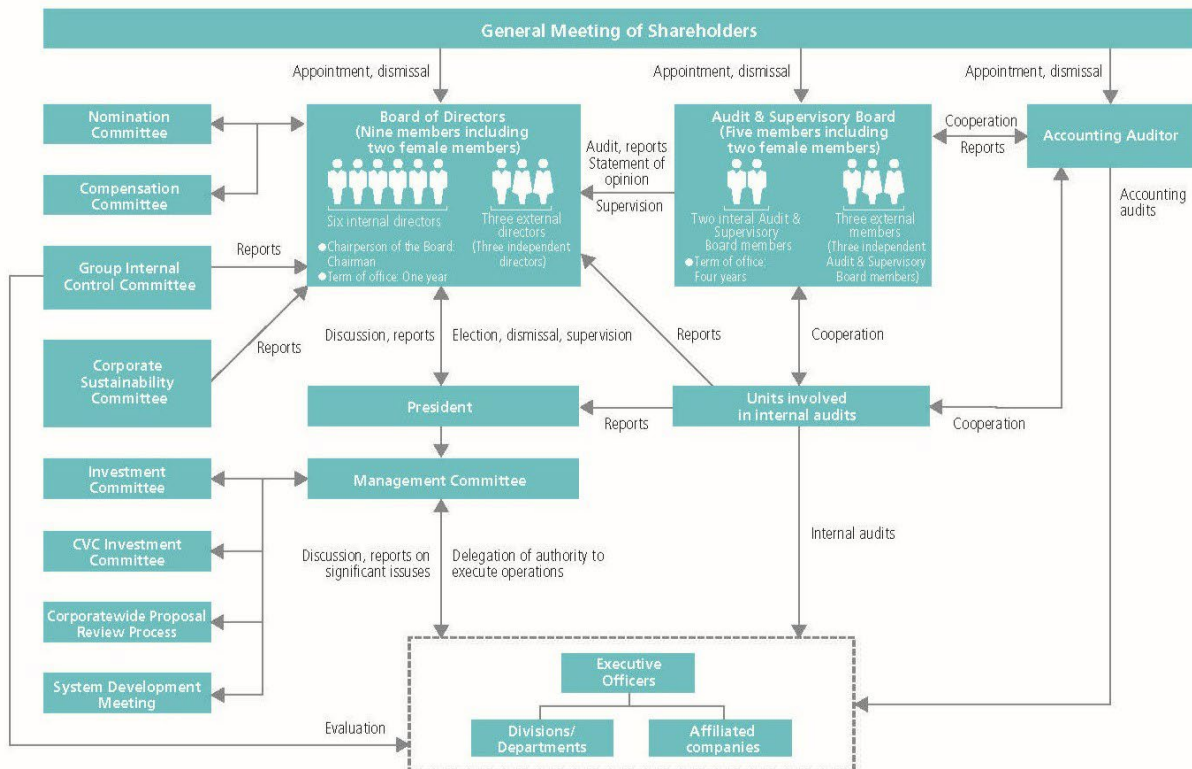 General Meeting of Shareholders
Appointment, dismissal
Appointment, dismissal
Appointment, dismissal
Nomination
Committee
Compensation
Committee
Board of Directors
(Nine members including
two female members)
Six internal directors
●Chairperson of the Board:
Chairman
●Term of office: One year
Three external
directors
(Three independent
directors)
Audit, reports
Statement of
opinion
Supervision
Audit & Supervisory Board
(Five members including
two female members)
Two interal Audit &
Supervisory
Board members
●Term of office:
Four years
Three external
members
(Three independent
Audit & Supervisory
Board members)
Cooperation
Reports
Accounting Auditor
Accounting
audits
Group Internal
Control Committee
Reports
Corporate
Sustainability
Committee
Reports
Discussion, reports
Election, dismissal, supervision
Reports
Cooperation
President
Reports
Units involved
in internal audits
Cooperation
Investment
Committee
Management Committee
CVC Investment
Committee
Discussion, reports on
significant issuses
Delegation of authority to
execute operations
Internal audits
Corporatewide Proposal
Review Process
System Development
Meeting
Evaluation
Executive
Officers
Divisions/
Departments
Affiliated
companies